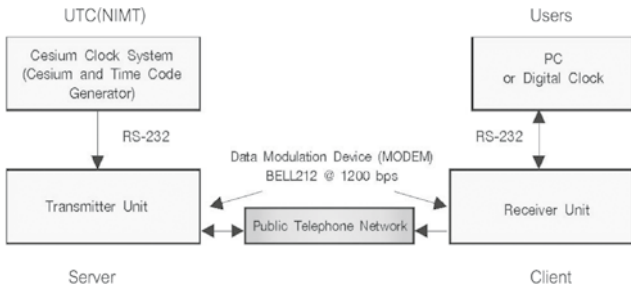 UTC(NIMT)
Users
Cesium Clock System
(Cesium and Time Code
Generator)
PC
or Digital Clock
RS-232
RS-232
Data Modulation Device (MODEM)
BELL212 @ 1200 bps
Transmitter Unit
Public Telephone Network
Receiver Unit
Server
Client